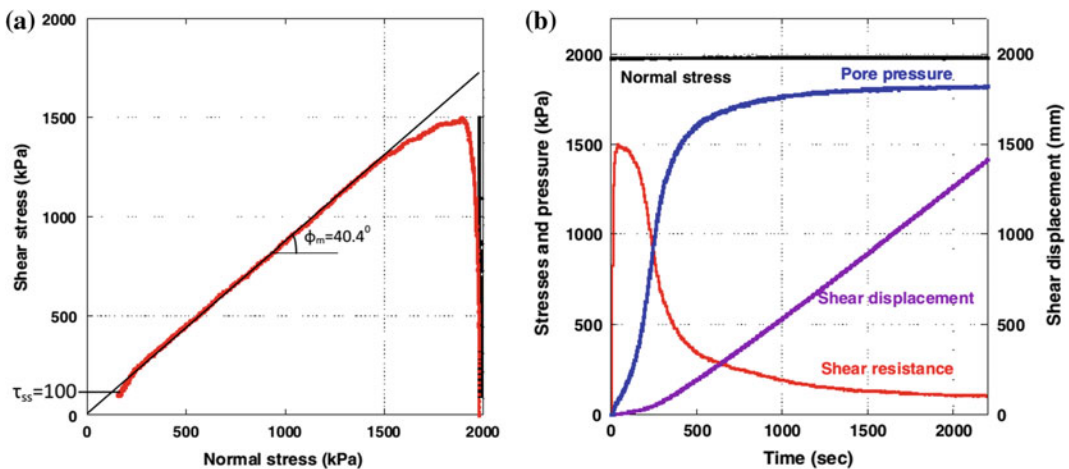 (a)
2000
1500
1000
500
0
Shear stress (kPa)
τss=100
ϕm=40.4⁰
0 500 1000 1500 2000
Normal stress (kPa)
(b)
2000
1500
1000
500
0
Stresses and pressure (kPa)
Normal stress
Pore pressure
Shear displacement
Shear resistance
2000
1500
1000
500
0
Shear displacement (mm)
0 500 1000 1500 2000
Time (sec)